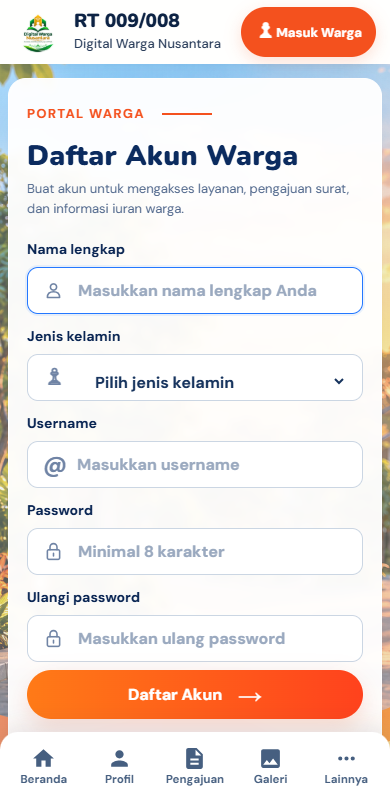 RT 009/008
Digital Warga Nusantara
Masuk Warga
PORTAL WARGA
Daftar Akun Warga
Buat akun untuk mengakses layanan, pengajuan surat,
dan informasi iuran warga.
Nama lengkap
Masukkan nama lengkap Anda
Jenis kelamin
Pilih jenis kelamin
Username
@ Masukkan username
Password
Minimal 8 karakter
Ulangi password
Masukkan ulang password
Daftar Akun →
Beranda
Profil
Pengajuan
Galeri
Lainnya